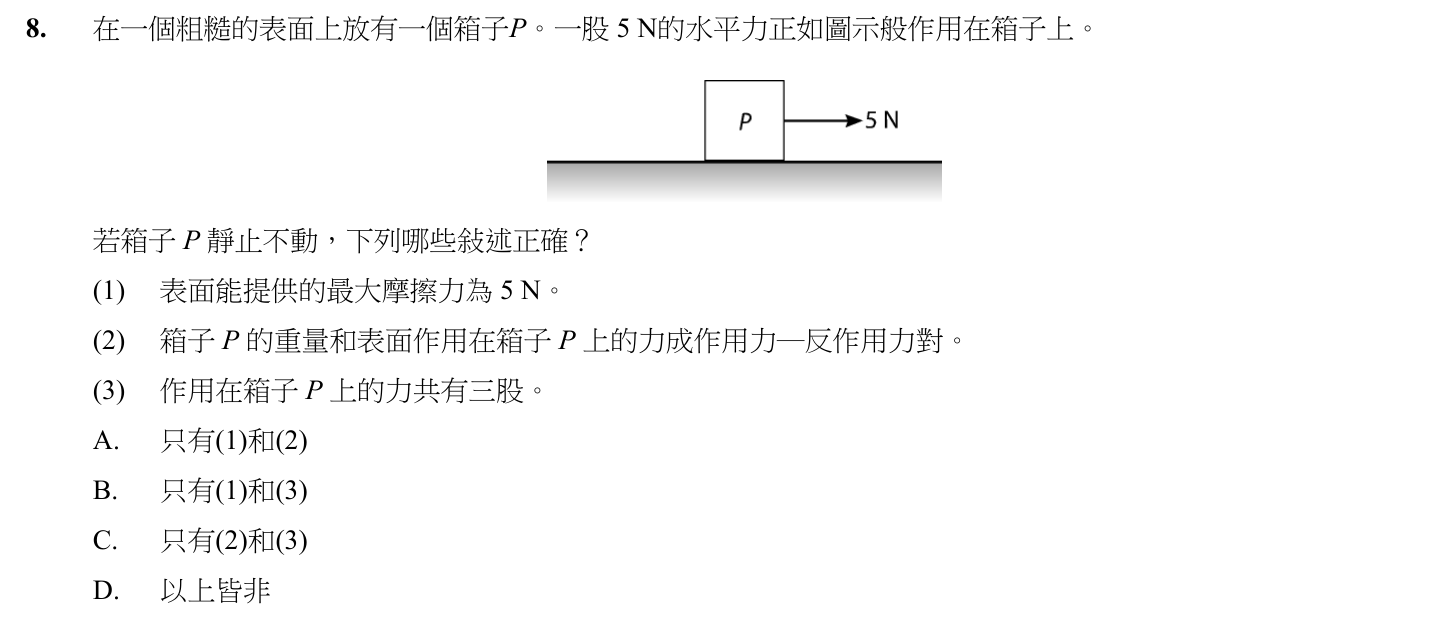 8. 在一個粗糙的表面上放有一個箱子P。一股 5 N的水平力正如圖示般作用在箱子上。
P
5 N
若箱子 P 靜止不動，下列哪些敍述正確？
(1) 表面能提供的最大摩擦力為 5 N。
(2) 箱子 P 的重量和表面作用在箱子 P 上的力成作用力—反作用力對。
(3) 作用在箱子 P 上的力共有三股。
A. 只有(1)和(2)
B. 只有(1)和(3)
C. 只有(2)和(3)
D. 以上皆非